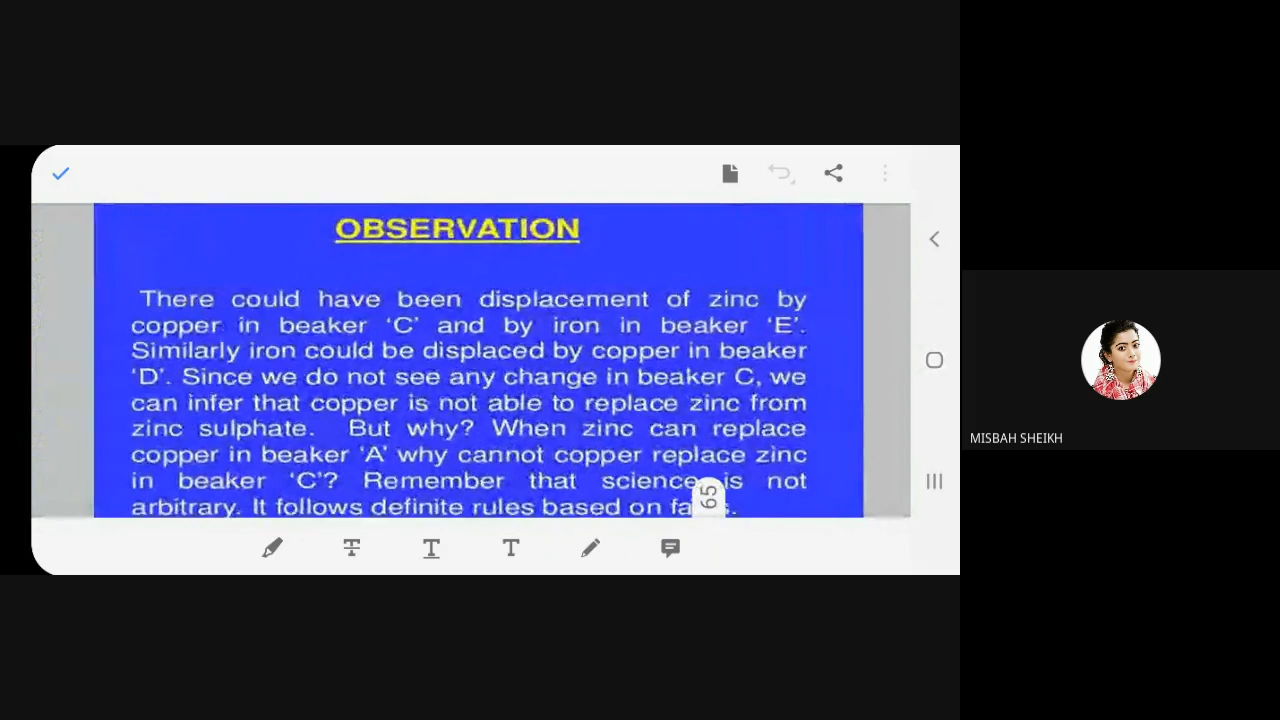 OBSERVATION
There could have been displacement of zinc by
copper in beaker ‘C’ and by iron in beaker ‘E’.
Similarly iron could be displaced by copper in beaker
‘D’. Since we do not see any change in beaker C, we
can infer that copper is not able to replace zinc from
zinc sulphate. But why? When zinc can replace
copper in beaker ‘A’ why cannot copper replace zinc
in beaker ‘C’? Remember that science is not
arbitrary. It follows definite rules based on
65
MISBAH SHEIKH